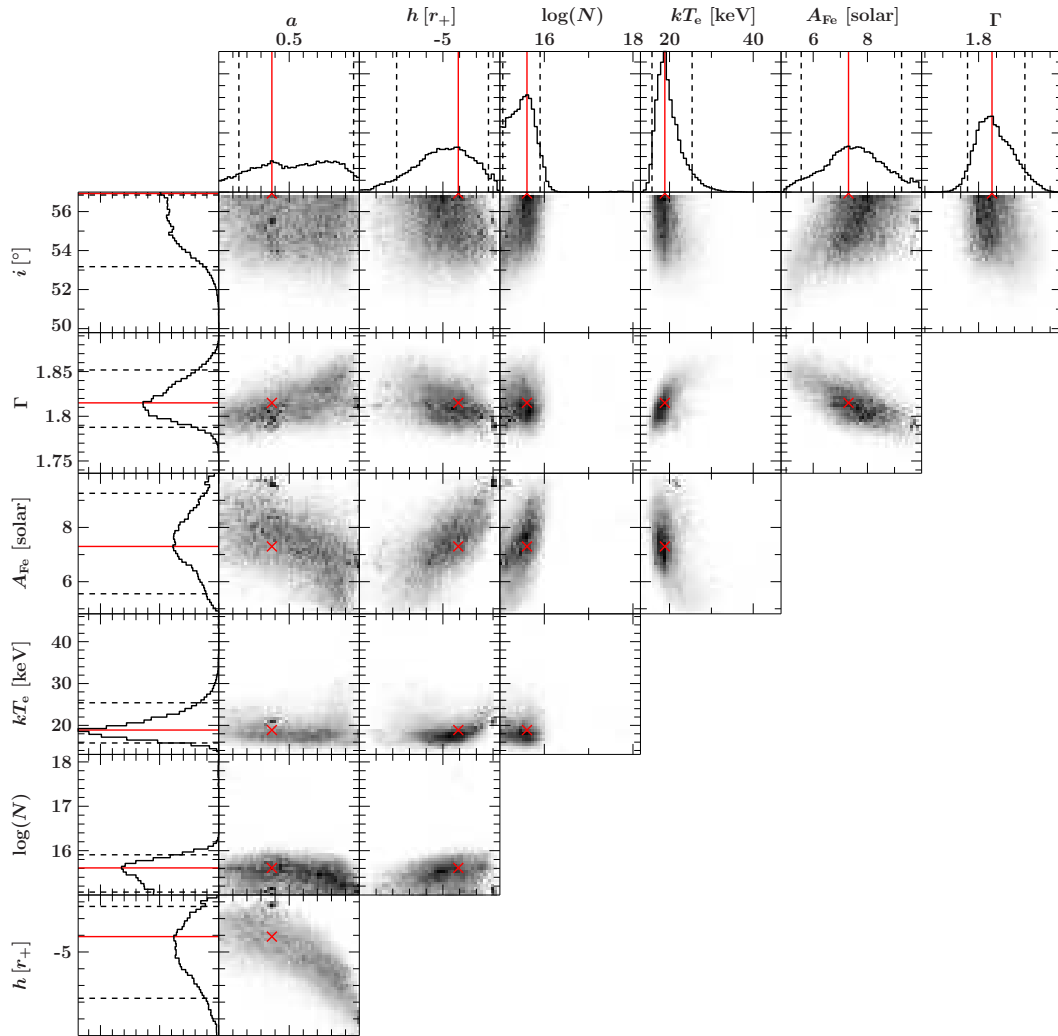 a h [r₊] log(N) kTₑ [keV] A_Fe [solar] Γ
0.5 -5 16 18 20 40 6 8 1.8
i [°] 56 54 52 50
Γ 1.85 1.8 1.75
A_Fe [solar] 8 6
kTₑ [keV] 40 30 20
log(N) 18 17 16
h [r₊] -5